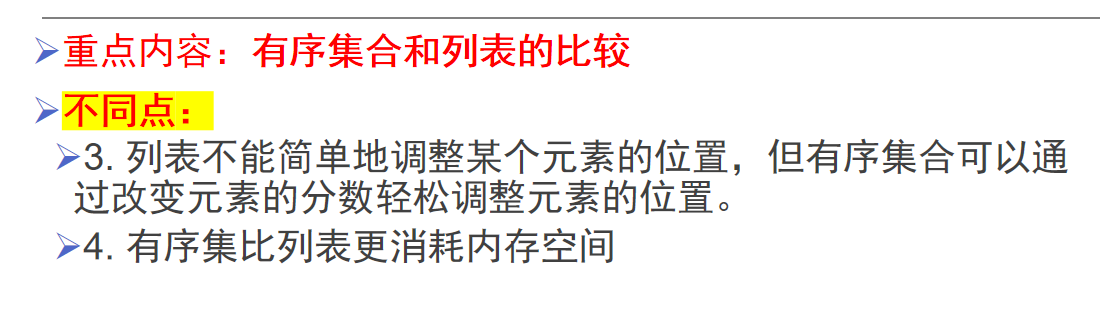 ➢重点内容：有序集合和列表的比较
➢不同点：
➢3. 列表不能简单地调整某个元素的位置，但有序集合可以通
过改变元素的分数轻松调整元素的位置。
➢4. 有序集比列表更消耗内存空间